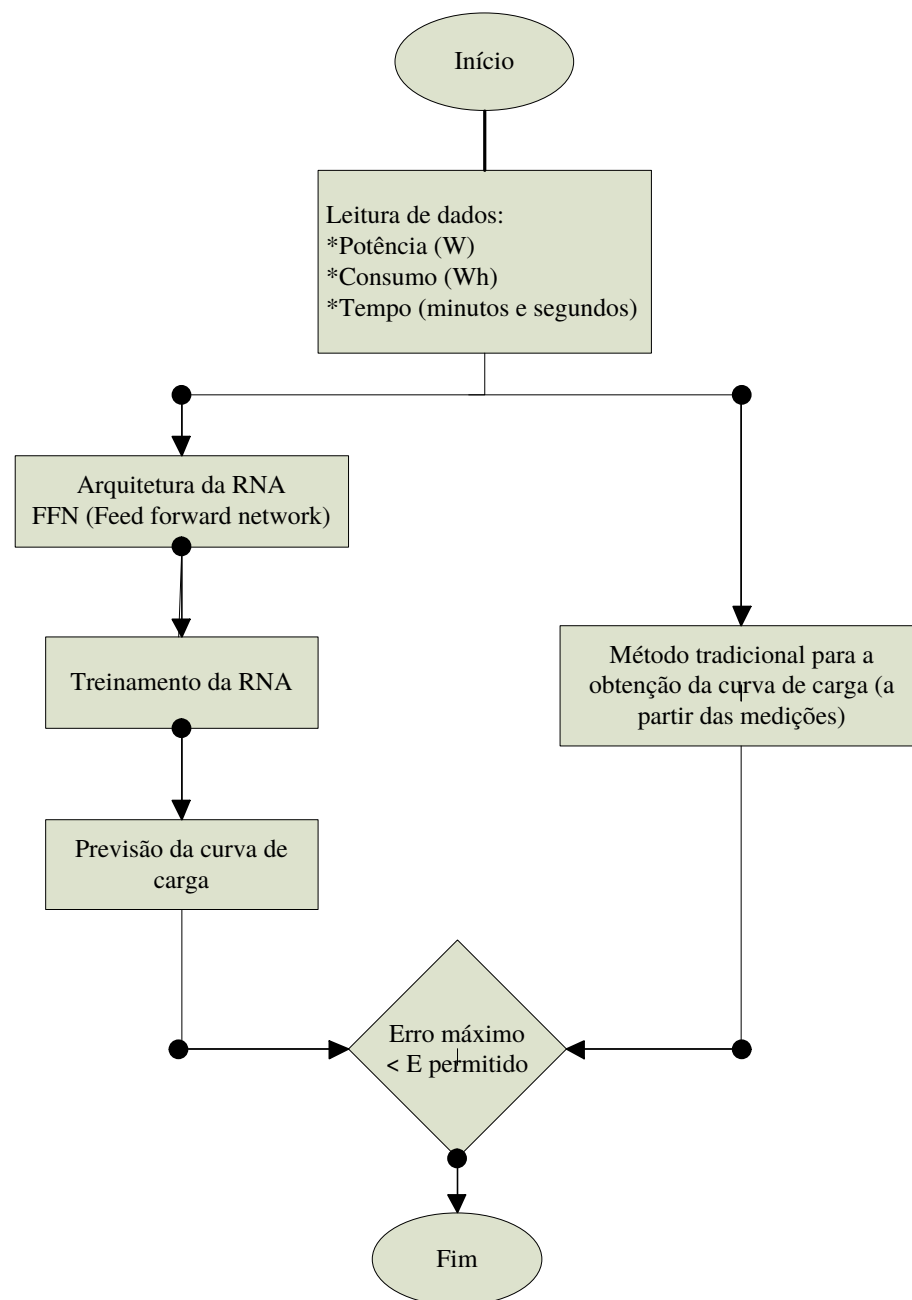 Início
Leitura de dados:
*Potência (W)
*Consumo (Wh)
*Tempo (minutos e segundos)
Arquitetura da RNA
FFN (Feed forward network)
Treinamento da RNA
Método tradicional para a
obtenção da curva de carga (a
partir das medições)
Previsão da curva de
carga
Erro máximo
< E permitido
Fim